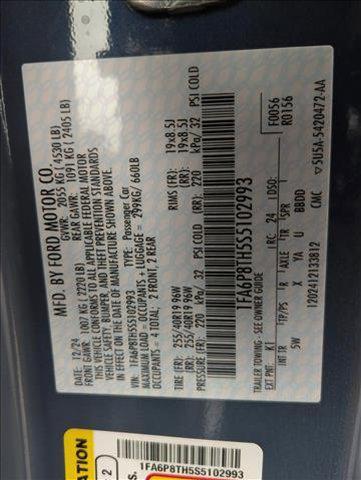 MFD. BY FORD MOTOR CO.
12/24 GVWR: 2055 KG (4530 LB)
FRONT GAWR: 1007 KG (2220 LB) REAR GAWR: 1091 KG (2405 LB)
THIS VEHICLE CONFORMS TO ALL APPLICABLE FEDERAL MOTOR
VEHICLE SAFETY, BUMPER, AND THEFT PREVENTION STANDARDS
IN EFFECT ON THE DATE OF MANUFACTURE SHOWN ABOVE.
VIN: 1FA6P8TH5S5102993 TYPE: Passenger Car
MAXIMUM LOAD = OCCUPANTS + LUGGAGE = 299KG/ 660LB
OCCUPANTS = 4 TOTAL, 2 FRONT, 2 REAR
TIRE (FR): 255/40R19 96W RIMS (FR): 19x8.5J
TIRE (RR): 255/40R19 96W RIMS (RR): 19x8.5J
PRESSURE (FR): 220 kPa/ 32 PSI COLD (RR): 220 kPa/ 32 PSI COLD
1FA6P8TH5S5102993
TRAILER TOWING - SEE OWNER GUIDE F0056
EXT PNT: K1 RC: 24 DSO: R0156
INT TR TP/PS R AXLE TR SPR
5W I YA X U BBDD
1202412133812 CMC ▽5U5A-5420472-AA
1FA6P8TH5S5102993